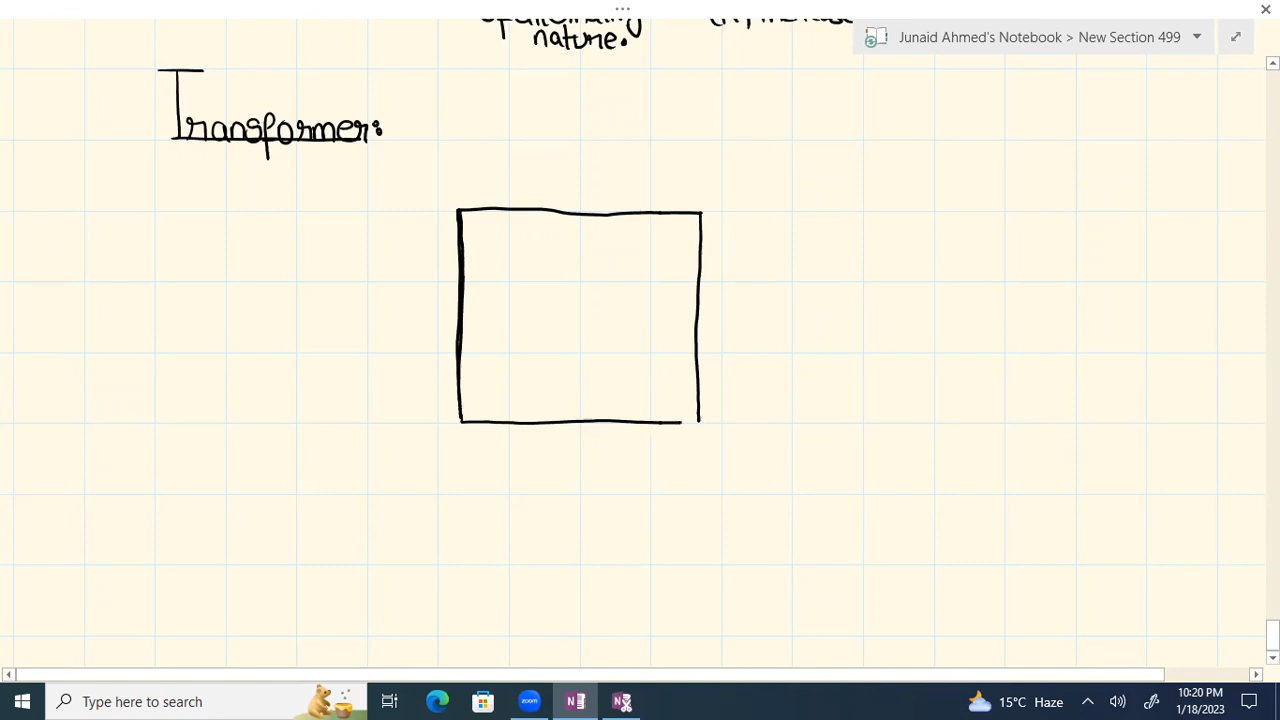 nature.
Junaid Ahmed's Notebook > New Section 499
Transformer:
Type here to search
zoom
15°C Haze
10:20 PM
1/18/2023